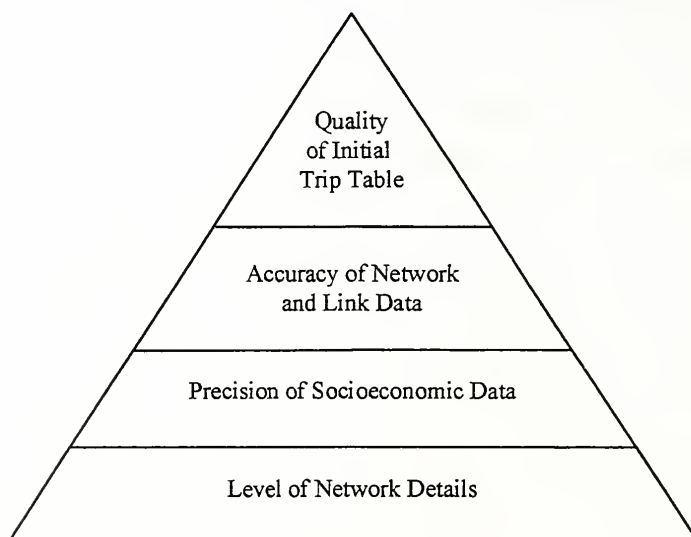 Quality
of Initial
Trip Table
Accuracy of Network
and Link Data
Precision of Socioeconomic Data
Level of Network Details